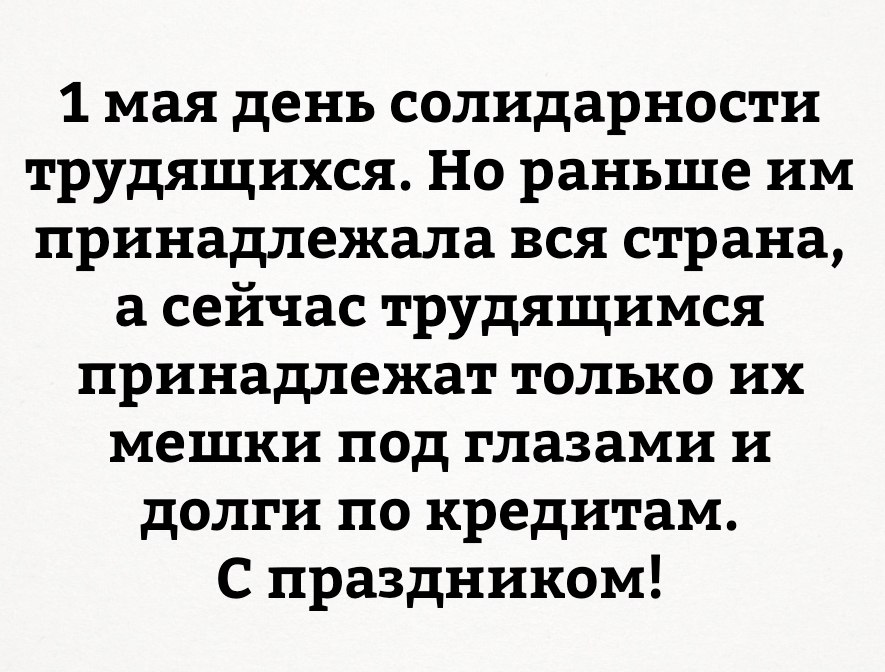 1 мая день солидарности
трудящихся. Но раньше им
принадлежала вся страна,
а сейчас трудящимся
принадлежат только их
мешки под глазами и
долги по кредитам.
С праздником!